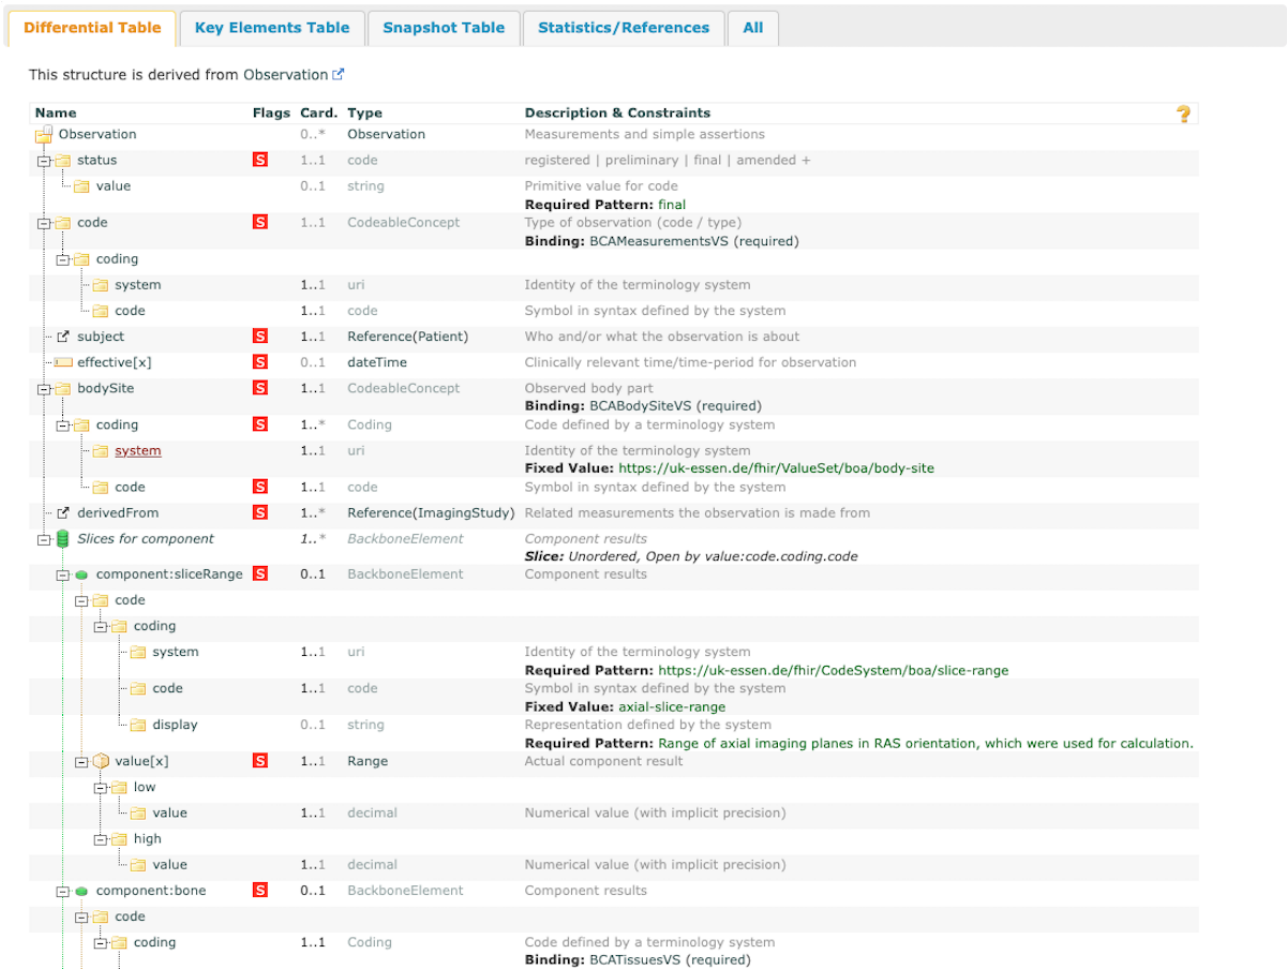 Differential Table Key Elements Table Snapshot Table Statistics/References All
This structure is derived from Observation
Name Flags Card. Type Description & Constraints ?
Observation 0..* Observation Measurements and simple assertions
status S 1..1 code registered | preliminary | final | amended +
value 0..1 string Primitive value for code
Required Pattern: final
code S 1..1 CodeableConcept Type of observation (code / type)
Binding: BCAMeasurementsVS (required)
coding
system 1..1 uri Identity of the terminology system
code 1..1 code Symbol in syntax defined by the system
subject S 1..1 Reference(Patient) Who and/or what the observation is about
effective[x] S 0..1 dateTime Clinically relevant time/time-period for observation
bodySite S 1..1 CodeableConcept Observed body part
Binding: BCABodySiteVS (required)
coding S 1..* Coding Code defined by a terminology system
system 1..1 uri Identity of the terminology system
Fixed Value: https://uk-essen.de/fhir/ValueSet/boa/body-site
code S 1..1 code Symbol in syntax defined by the system
derivedFrom S 1..* Reference(ImagingStudy) Related measurements the observation is made from
Slices for component 1..* BackboneElement Component results
Slice: Unordered, Open by value:code.coding.code
component:sliceRange S 0..1 BackboneElement Component results
code
coding
system 1..1 uri Identity of the terminology system
Required Pattern: https://uk-essen.de/fhir/CodeSystem/boa/slice-range
code 1..1 code Symbol in syntax defined by the system
Fixed Value: axial-slice-range
display 0..1 string Representation defined by the system
Required Pattern: Range of axial imaging planes in RAS orientation, which were used for calculation.
value[x] S 1..1 Range Actual component result
low
value 1..1 decimal Numerical value (with implicit precision)
high
value 1..1 decimal Numerical value (with implicit precision)
component:bone S 0..1 BackboneElement Component results
code
coding 1..1 Coding Code defined by a terminology system
Binding: BCATissuesVS (required)